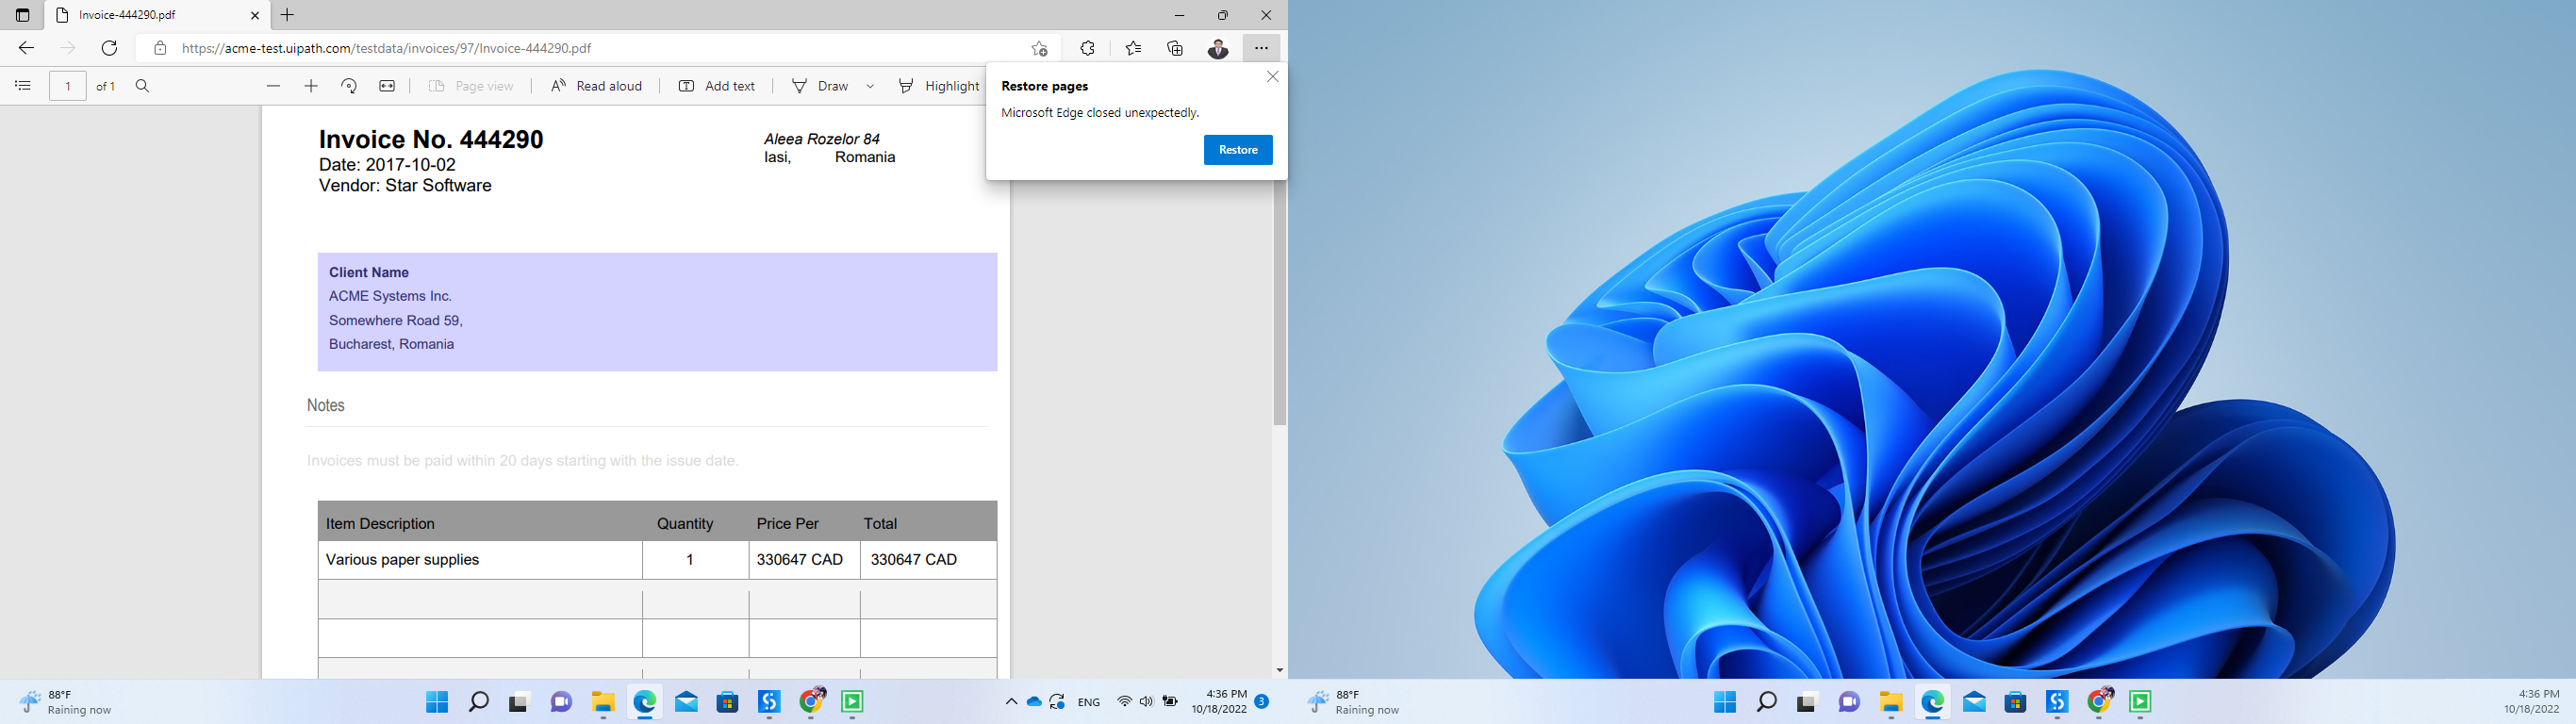 Invoice-444290.pdf
https://acme-test.uipath.com/testdata/invoices/97/Invoice-444290.pdf
1 of 1 Page view Read aloud Add text Draw Highlight
Restore pages
Microsoft Edge closed unexpectedly.
Restore
Invoice No. 444290
Date: 2017-10-02
Vendor: Star Software
Aleea Rozelor 84
Iasi, Romania
Client Name
ACME Systems Inc.
Somewhere Road 59,
Bucharest, Romania
Notes
Invoices must be paid within 20 days starting with the issue date.
Item Description Quantity Price Per Total
Various paper supplies 1 330647 CAD 330647 CAD
88°F
Raining now
ENG
4:36 PM
10/18/2022
3
88°F
Raining now
4:36 PM
10/18/2022